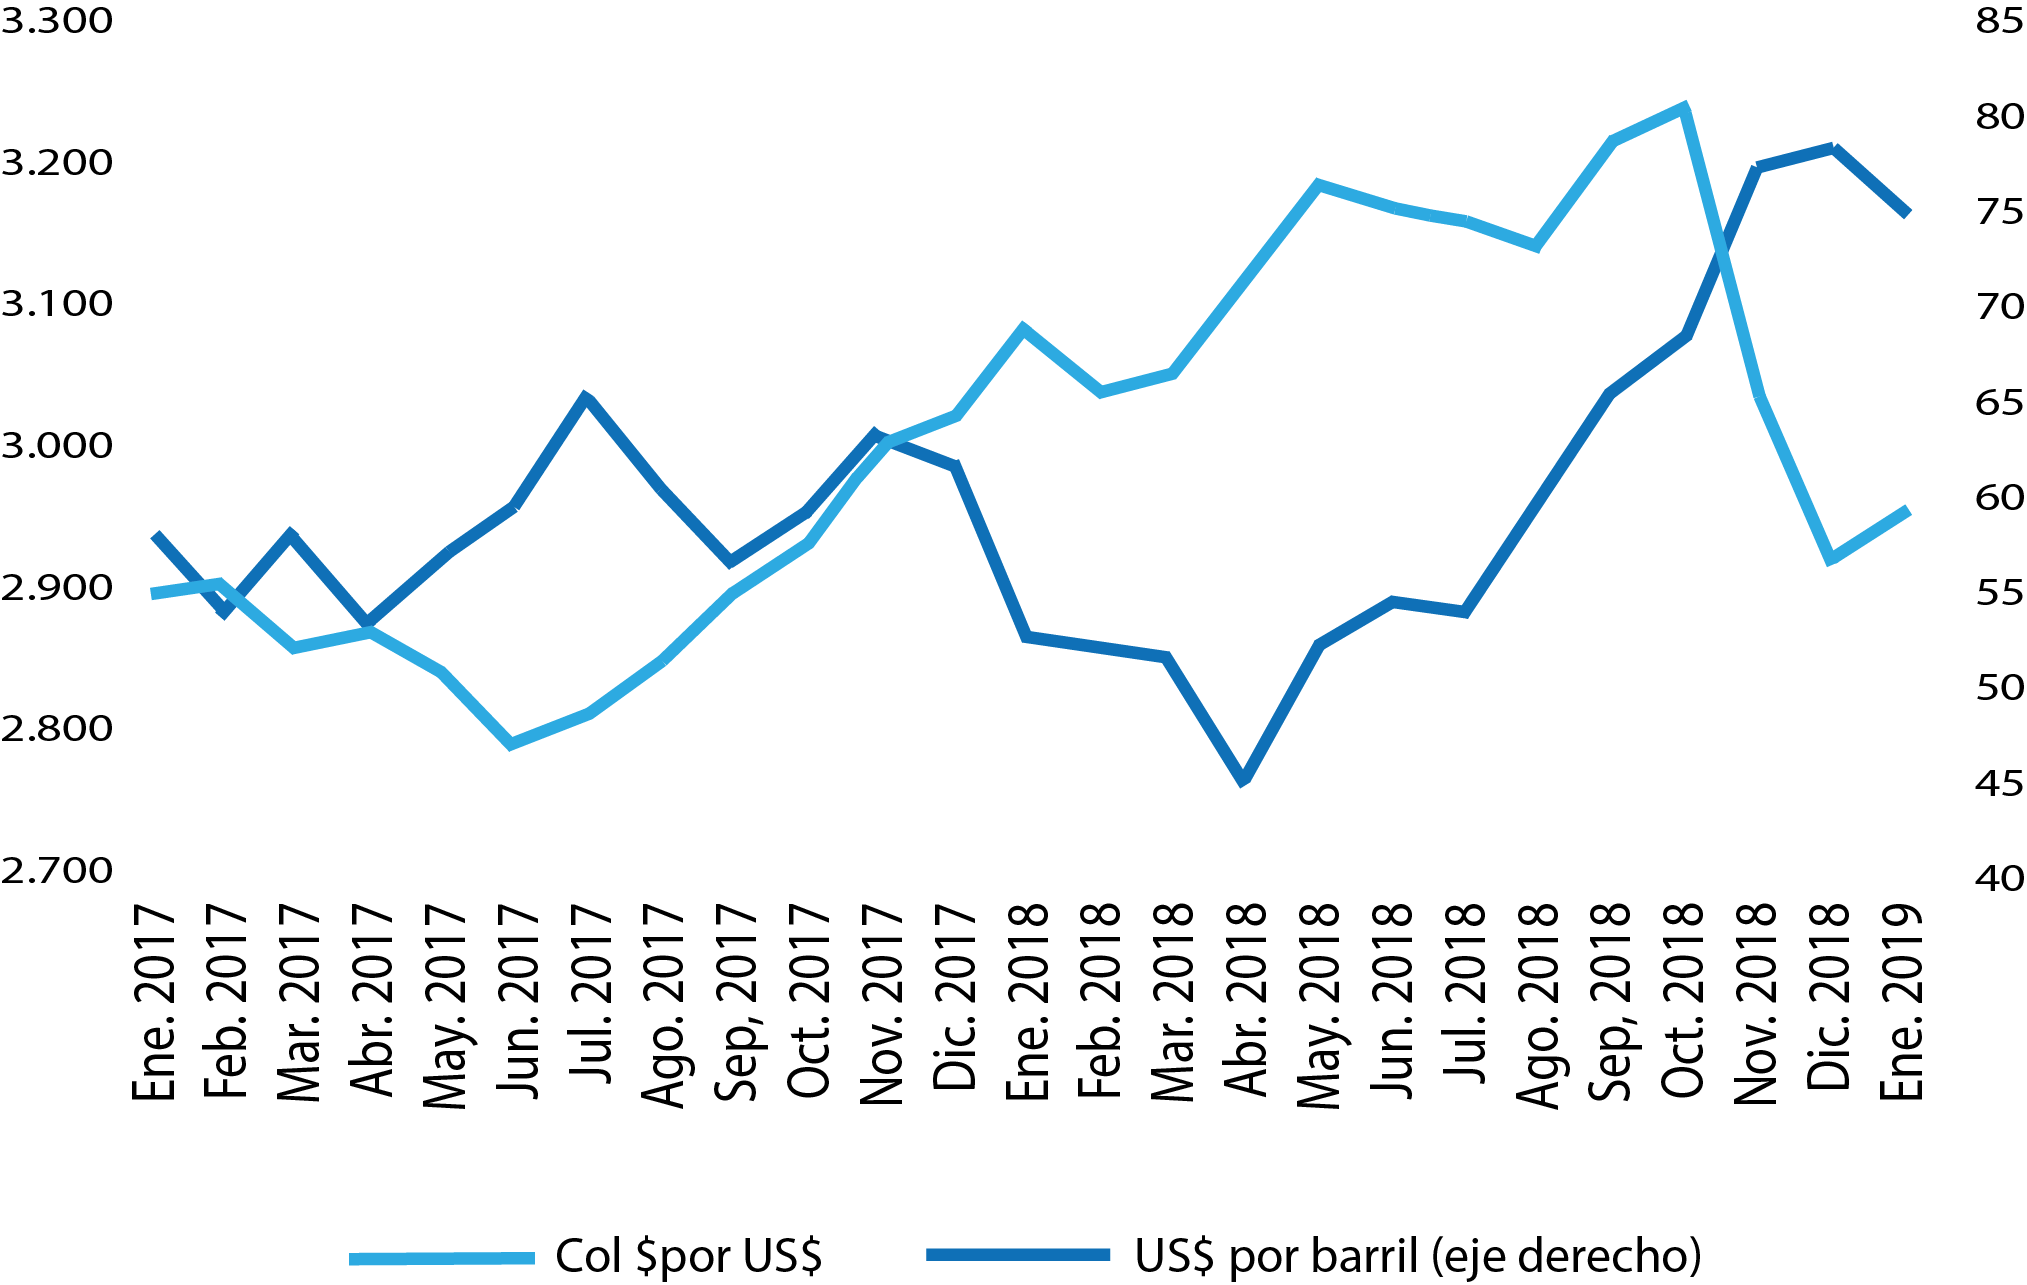 3.300
3.200
3.100
3.000
2.900
2.800
2.700
85
80
75
70
65
60
55
50
45
40
Ene. 2017
Feb. 2017
Mar. 2017
Abr. 2017
May. 2017
Jun. 2017
Jul. 2017
Ago. 2017
Sep, 2017
Oct. 2017
Nov. 2017
Dic. 2017
Ene. 2018
Feb. 2018
Mar. 2018
Abr. 2018
May. 2018
Jun. 2018
Jul. 2018
Ago. 2018
Sep, 2018
Oct. 2018
Nov. 2018
Dic. 2018
Ene. 2019
Col $por US$
US$ por barril (eje derecho)